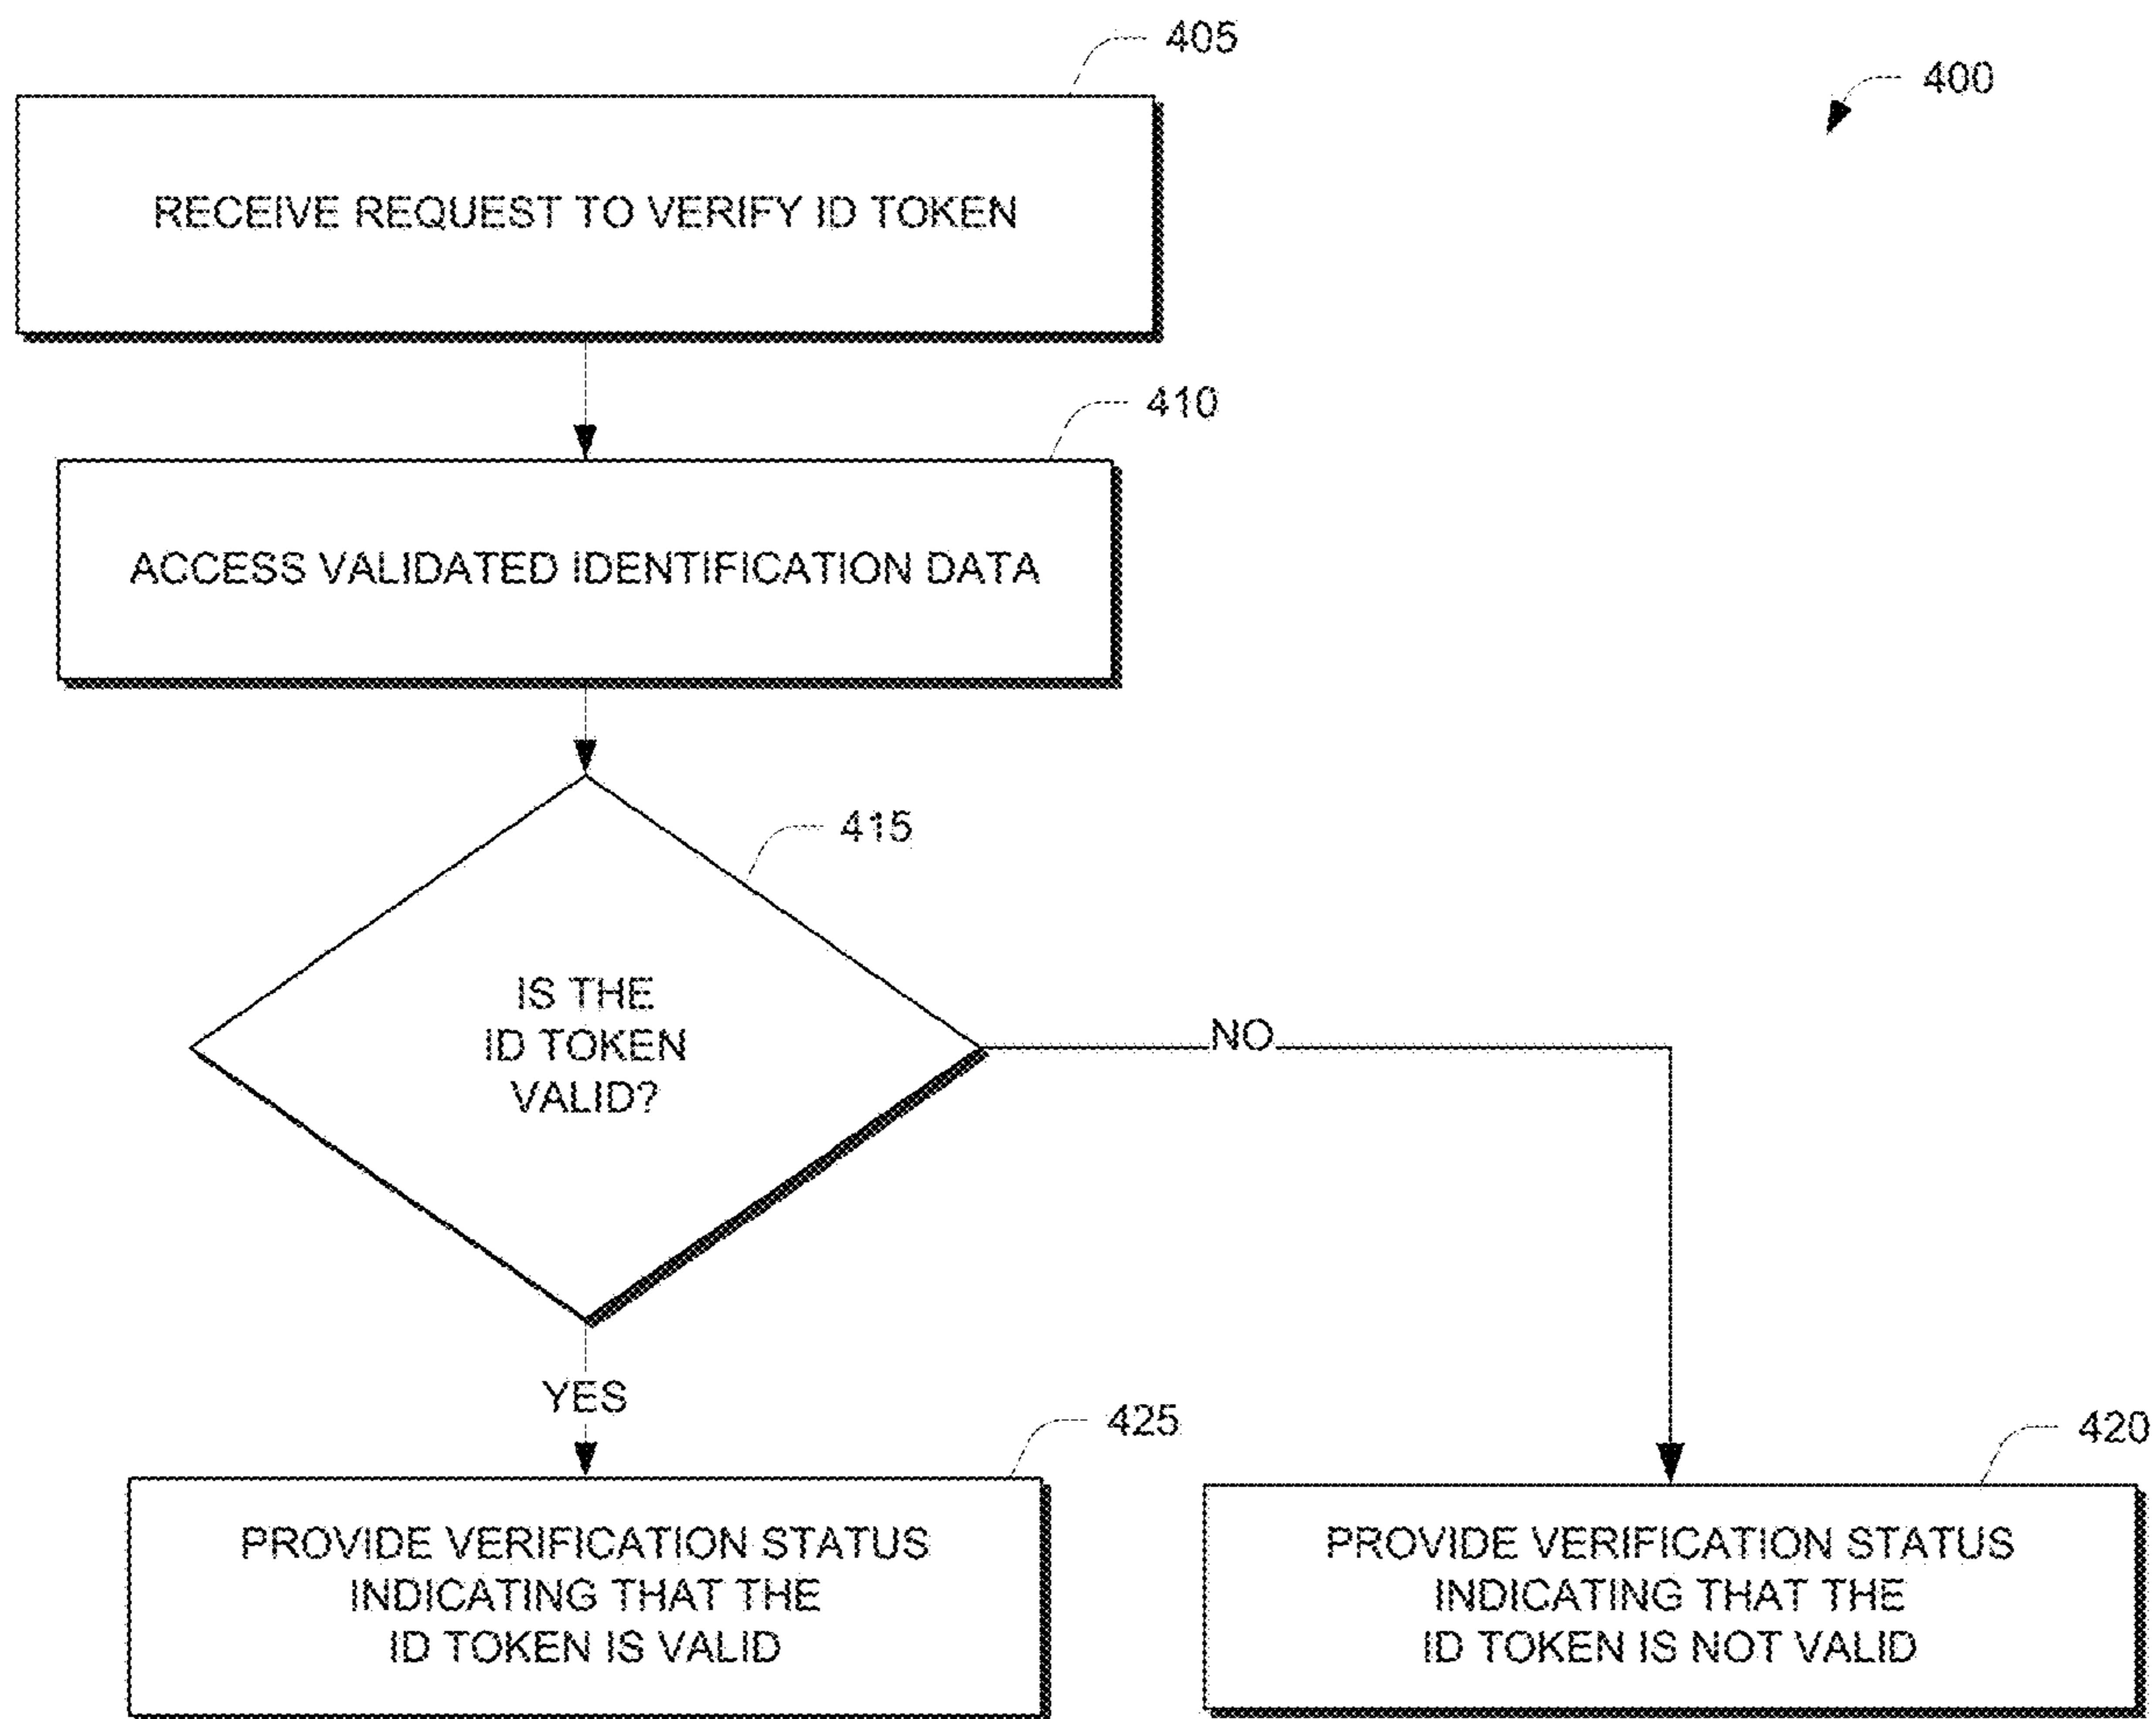 405
400
RECEIVE REQUEST TO VERIFY ID TOKEN
410
ACCESS VALIDATED IDENTIFICATION DATA
415
IS THE
ID TOKEN
VALID?
NO
YES
425
PROVIDE VERIFICATION STATUS
INDICATING THAT THE
ID TOKEN IS VALID
420
PROVIDE VERIFICATION STATUS
INDICATING THAT THE
ID TOKEN IS NOT VALID